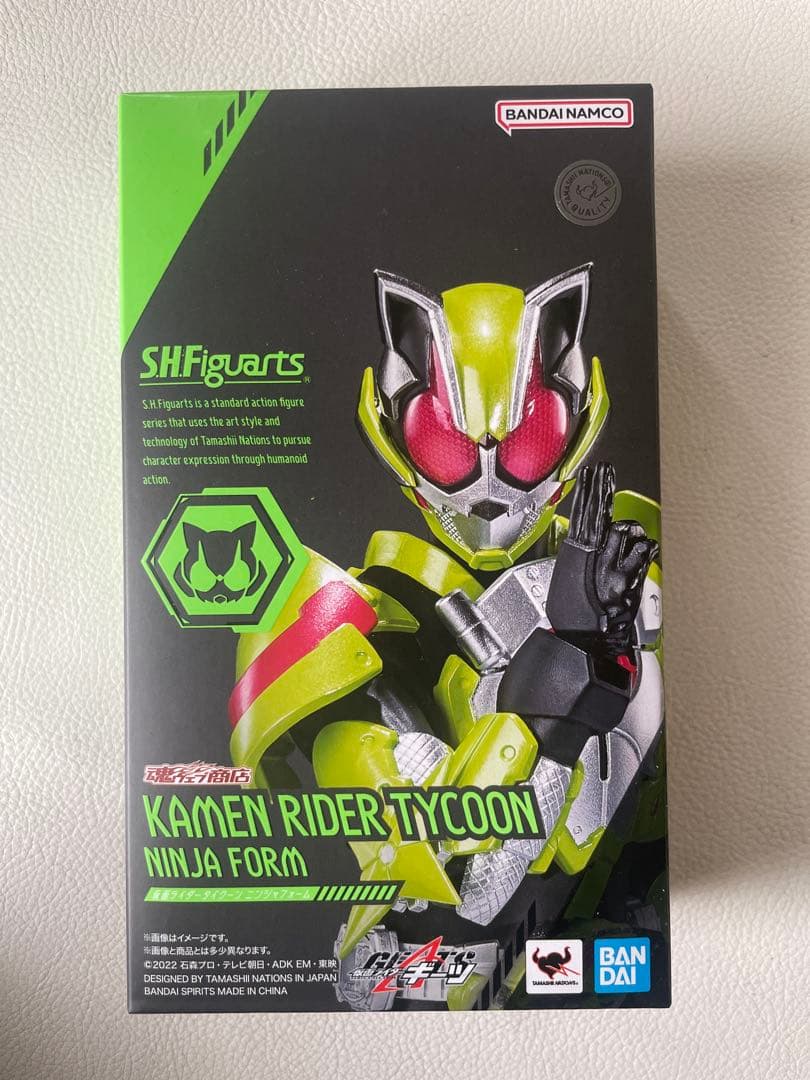 BANDAI NAMCO
TAMASHII NATIONS
QUALITY
S.H.Figuarts
S.H.Figuarts is a standard action figure
series that uses the art style and
technology of Tamashii Nations to pursue
character expression through humanoid
action.
魂ウェブ商店
KAMEN RIDER TYCOON
NINJA FORM
仮面ライダータイクーン ニンジャフォーム
※画像はイメージです。
※画像と商品とは多少異なります。
©2022 石森プロ・テレビ朝日・ADK EM・東映
DESIGNED BY TAMASHII NATIONS IN JAPAN
BANDAI SPIRITS MADE IN CHINA
GEATS
仮面ライダー
ギーツ
TAMASHII NATIONS
BAN
DAI